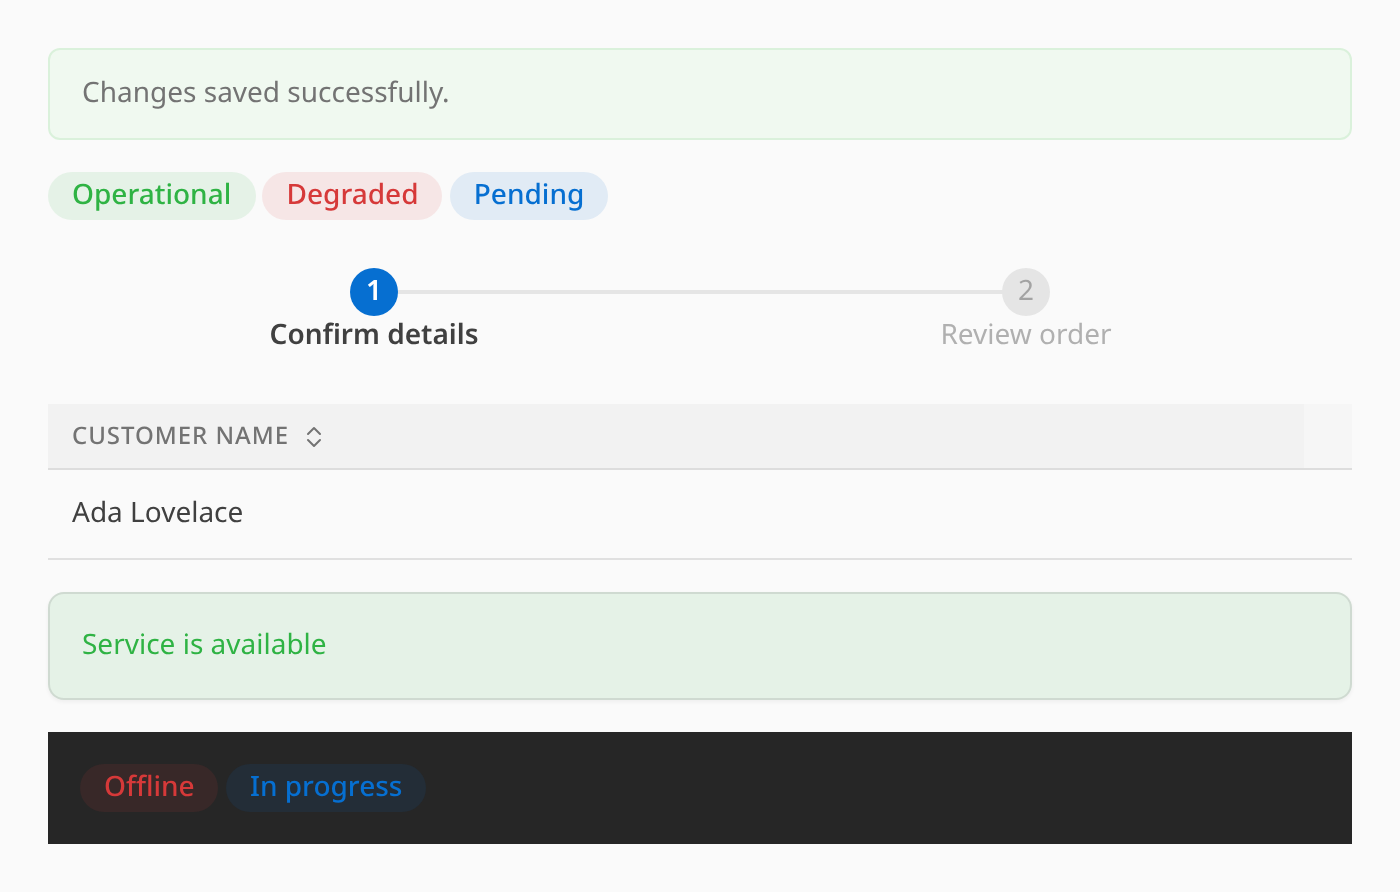 Changes saved successfully.
Operational Degraded Pending
1 2
Confirm details Review order
CUSTOMER NAME
Ada Lovelace
Service is available
Offline In progress